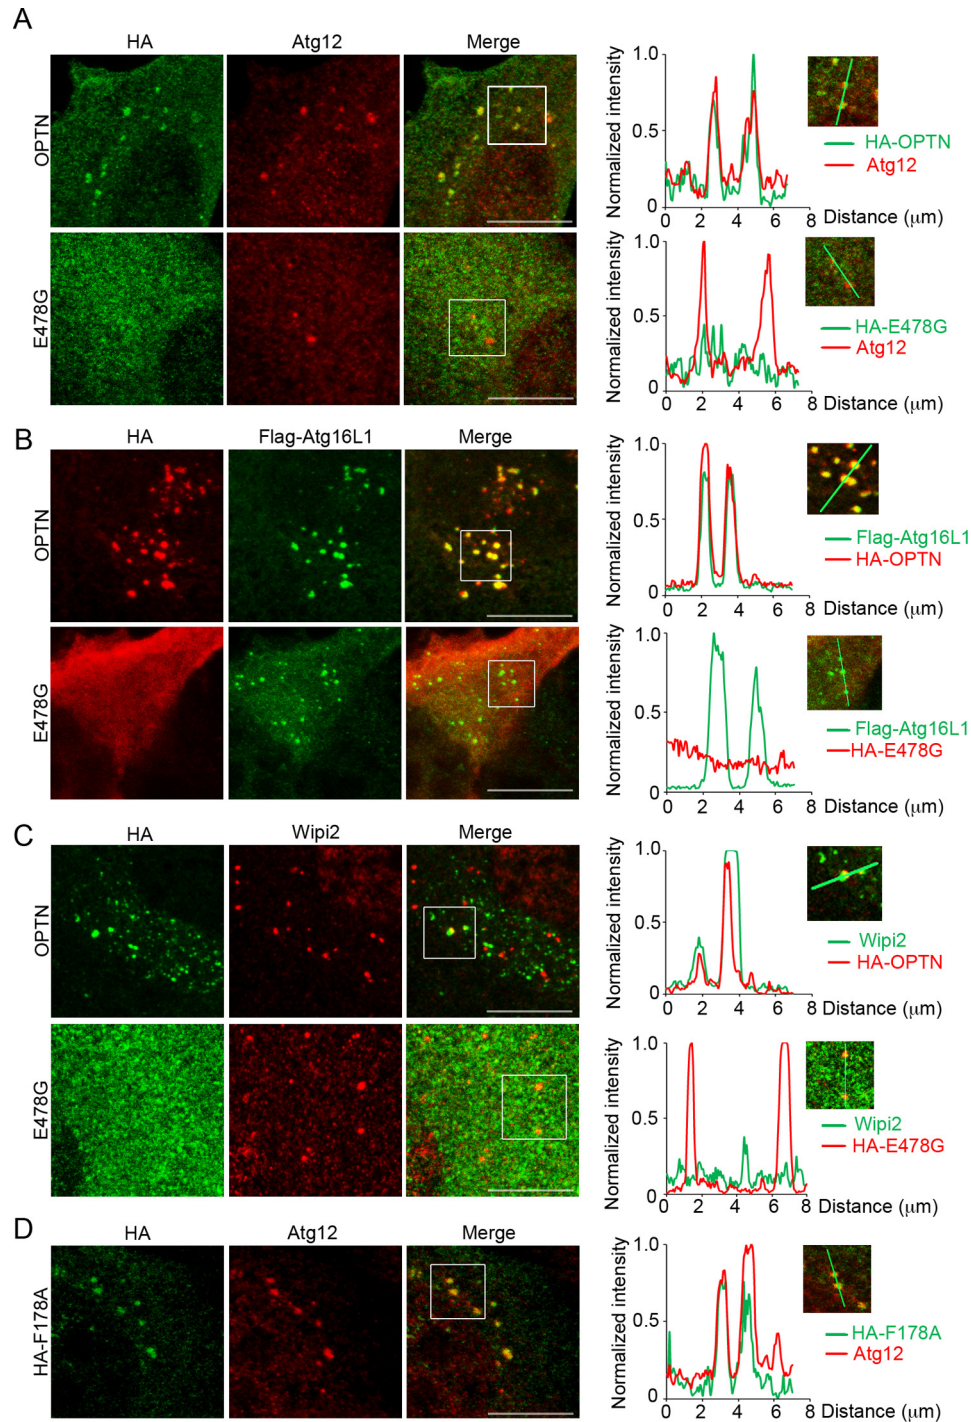 A
HA
Atg12
Merge
OPTN
E478G
Normalized intensity
1.0
0.5
0
0 2 4 6 8
Distance (μm)
HA-OPTN
Atg12
Normalized intensity
1.0
0.5
0
0 2 4 6 8
Distance (μm)
HA-E478G
Atg12
B
HA
Flag-Atg16L1
Merge
OPTN
E478G
Normalized intensity
1.0
0.5
0
0 2 4 6 8
Distance (μm)
Flag-Atg16L1
HA-OPTN
Normalized intensity
1.0
0.5
0
0 2 4 6 8
Distance (μm)
Flag-Atg16L1
HA-E478G
C
HA
Wipi2
Merge
OPTN
E478G
Normalized intensity
1.0
0.5
0
0 2 4 6 8
Distance (μm)
Wipi2
HA-OPTN
Normalized intensity
1.0
0.5
0
0 2 4 6 8
Distance (μm)
Wipi2
HA-E478G
D
HA
Atg12
Merge
HA-F178A
Normalized intensity
1.0
0.5
0
0 2 4 6 8
Distance (μm)
HA-F178A
Atg12